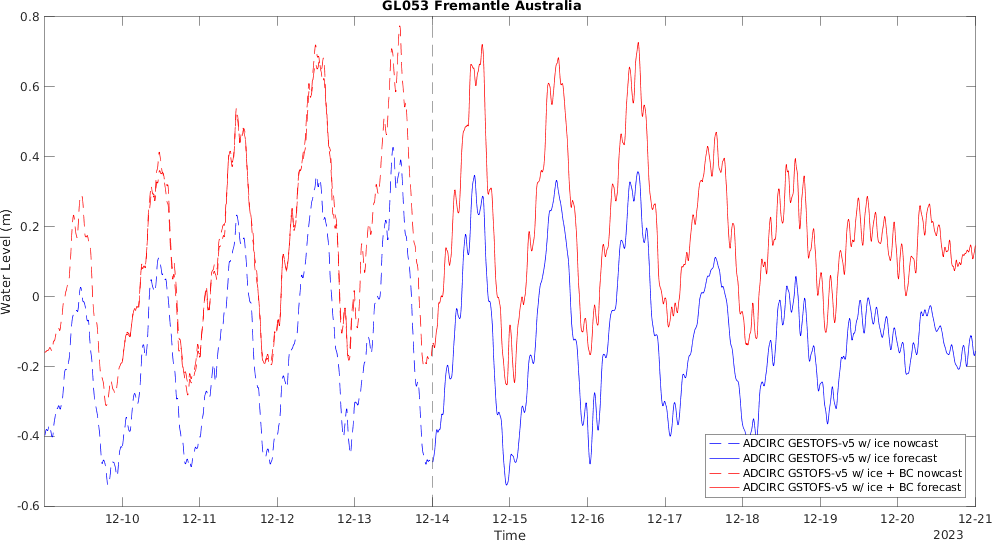 GL053 Fremantle Australia
0.8
0.6
0.4
0.2
0
-0.2
-0.4
-0.6
Water Level (m)
ADCIRC GESTOFS-v5 w/ ice nowcast
ADCIRC GESTOFS-v5 w/ ice forecast
ADCIRC GSTOFS-v5 w/ ice + BC nowcast
ADCIRC GSTOFS-v5 w/ ice + BC forecast
12-10 12-11 12-12 12-13 12-14 12-15 12-16 12-17 12-18 12-19 12-20 12-21
Time
2023